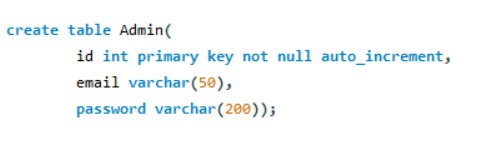 create table Admin(
id int primary key not null auto_increment,
email varchar(50),
password varchar(200));